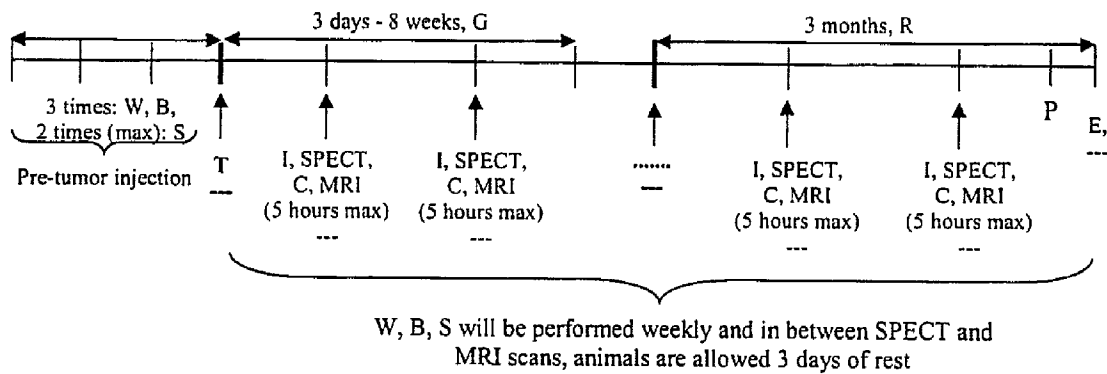 3 days - 8 weeks, G
3 months, R
3 times: W, B,
2 times (max): S
Pre-tumor injection
T
---
I, SPECT,
C, MRI
(5 hours max)
---
I, SPECT,
C, MRI
(5 hours max)
---
.......
---
I, SPECT,
C, MRI
(5 hours max)
---
I, SPECT,
C, MRI
(5 hours max)
---
P
E,
---
W, B, S will be performed weekly and in between SPECT and
MRI scans, animals are allowed 3 days of rest